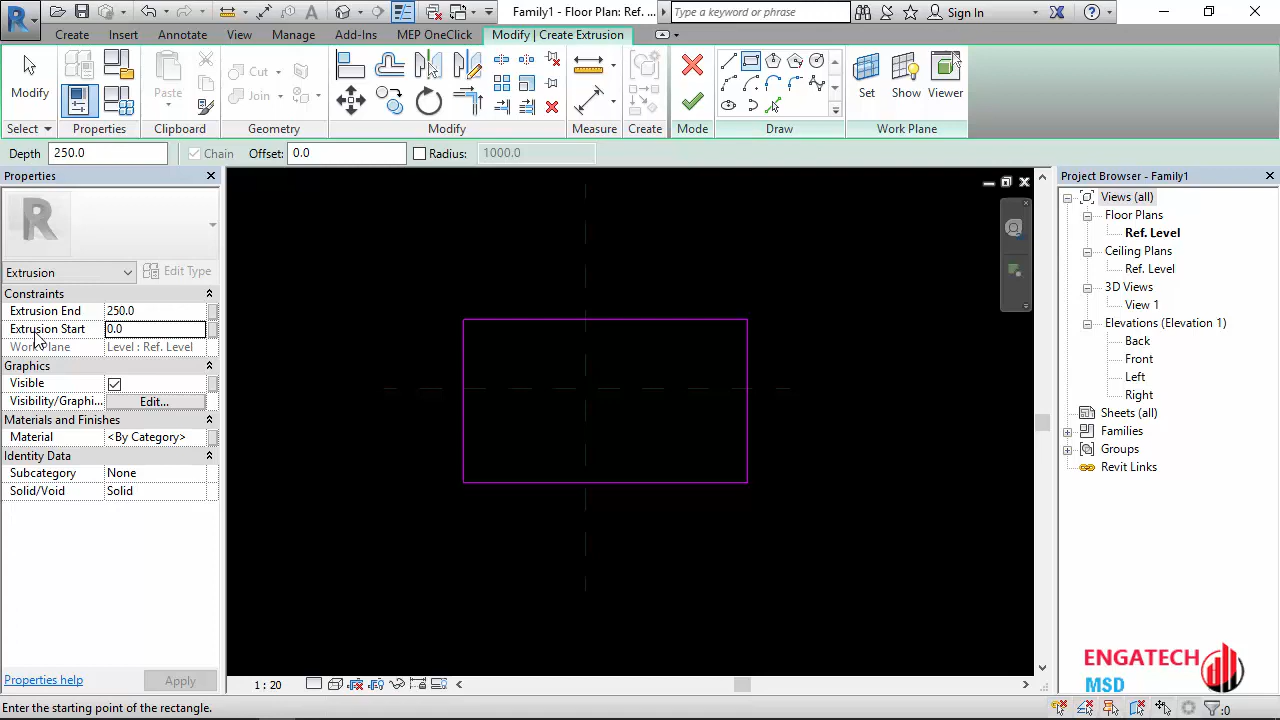 Family1 - Floor Plan: Ref. ...
Type a keyword or phrase
Sign In
Create
Insert
Annotate
View
Manage
Add-Ins
MEP OneClick
Modify | Create Extrusion
Modify
Paste
Cut
Join
Set
Show
Viewer
Select
Properties
Clipboard
Geometry
Modify
Measure
Create
Mode
Draw
Work Plane
Depth
250.0
Chain
Offset:
0.0
Radius:
1000.0
Properties
Extrusion
Edit Type
Constraints
Extrusion End
250.0
Extrusion Start
0.0
Work Plane
Level : Ref. Level
Graphics
Visible
Visibility/Graphi...
Edit...
Materials and Finishes
Material
<By Category>
Identity Data
Subcategory
None
Solid/Void
Solid
Properties help
Apply
1 : 20
Project Browser - Family1
Views (all)
Floor Plans
Ref. Level
Ceiling Plans
Ref. Level
3D Views
View 1
Elevations (Elevation 1)
Back
Front
Left
Right
Sheets (all)
Families
Groups
Revit Links
ENGATECH
MSD
Enter the starting point of the rectangle.
:0